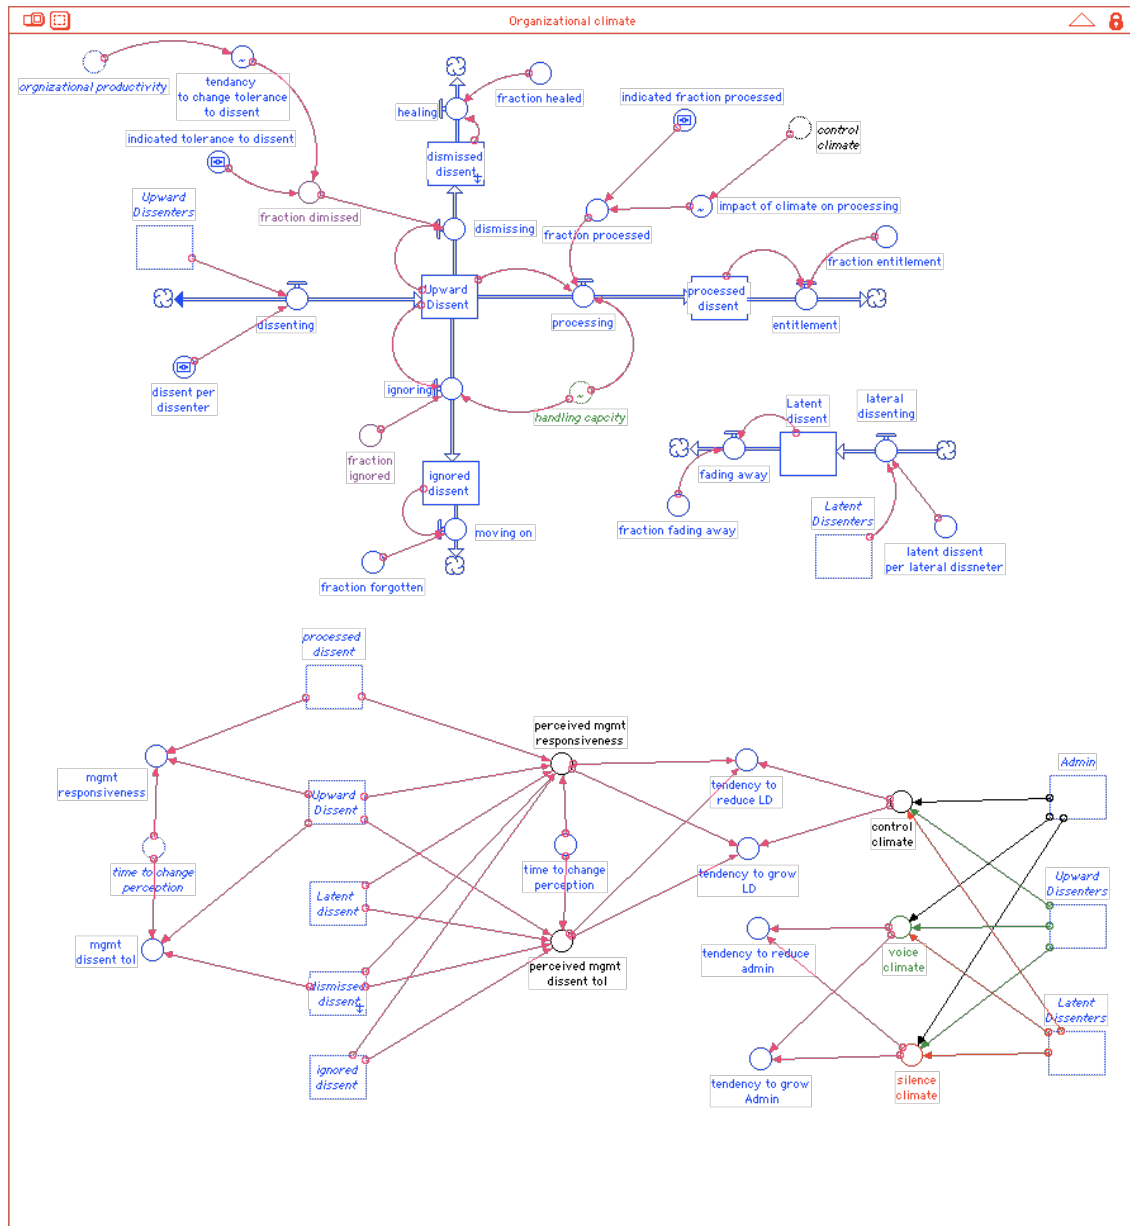 Organizational climate
orgnizational productivity
tendancy
to change tolerance
to dissent
indicated tolerance to dissent
fraction dimissed
healing
fraction healed
dismissed
dissent
indicated fraction processed
control
climate
impact of climate on processing
fraction processed
fraction entitlement
Upward
Dissenters
dismissing
Upward
Dissent
processed
dissent
dissenting
processing
entitlement
dissent per
dissenter
ignoring
handling capcity
fraction
ignored
ignored
dissent
moving on
fraction forgotten
Latent
dissent
lateral
dissenting
fading away
fraction fading away
Latent
Dissenters
latent dissent
per lateral dissneter
processed
dissent
perceived mgmt
responsiveness
mgmt
responsiveness
Upward
Dissent
tendency to
reduce LD
Admin
control
climate
time to change
perception
time to change
perception
tendency to grow
LD
Latent
dissent
Upward
Dissenters
mgmt
dissent tol
perceived mgmt
dissent tol
tendency to reduce
admin
voice
climate
dismissed
dissent
Latent
Dissenters
ignored
dissent
tendency to grow
Admin
silence
climate